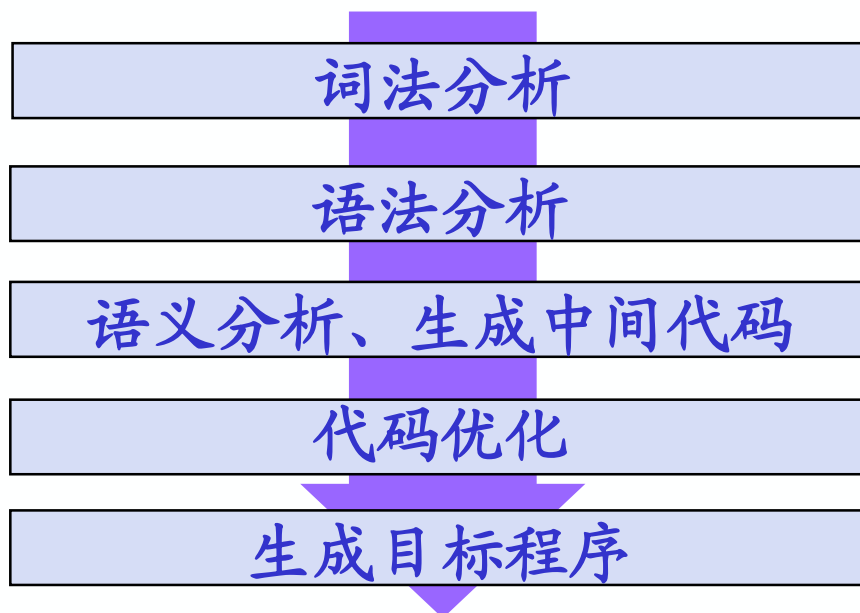 词法分析
语法分析
语义分析、生成中间代码
代码优化
生成目标程序